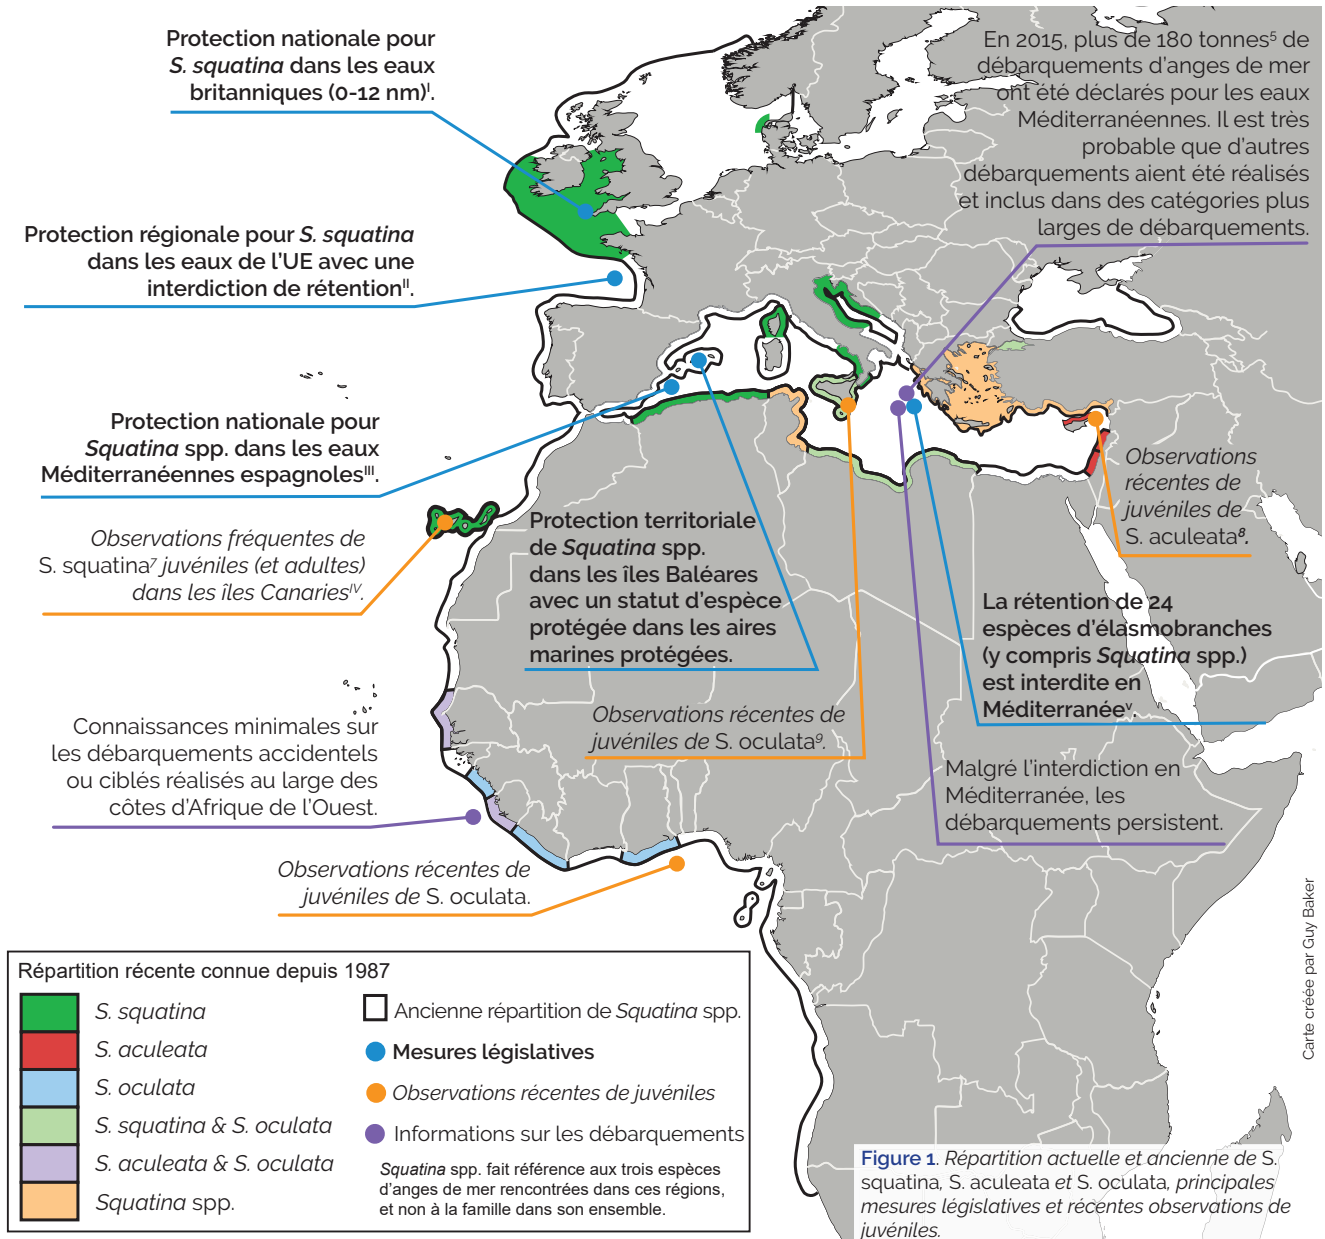 Protection nationale pour
S. squatina dans les eaux
britanniques (0-12 nm)ᴵ.
En 2015, plus de 180 tonnes⁵ de
débarquements d'anges de mer
ont été déclarés pour les eaux
Méditerranéennes. Il est très
probable que d'autres
débarquements aient été réalisés
et inclus dans des catégories plus
larges de débarquements.
Protection régionale pour S. squatina
dans les eaux de l'UE avec une
interdiction de rétentionᴵᴵ.
Protection nationale pour
Squatina spp. dans les eaux
Méditerranéennes espagnolesᴵᴵᴵ.
Observations fréquentes de
S. squatina⁷ juvéniles (et adultes)
dans les îles Canariesᴵⱽ.
Protection territoriale
de Squatina spp.
dans les îles Baléares
avec un statut d'espèce
protégée dans les aires
marines protégées.
Observations
récentes de
juvéniles de
S. aculeata⁸.
La rétention de 24
espèces d'élasmobranches
(y compris Squatina spp.)
est interdite en
Méditerranéeⱽ.
Observations récentes de
juvéniles de S. oculata⁹.
Connaissances minimales sur
les débarquements accidentels
ou ciblés réalisés au large des
côtes d'Afrique de l'Ouest.
Malgré l'interdiction en
Méditerranée, les
débarquements persistent.
Observations récentes de
juvéniles de S. oculata.
Répartition récente connue depuis 1987
S. squatina
S. aculeata
S. oculata
S. squatina & S. oculata
S. aculeata & S. oculata
Squatina spp.
Ancienne répartition de Squatina spp.
Mesures législatives
Observations récentes de juvéniles
Informations sur les débarquements
Squatina spp. fait référence aux trois espèces
d'anges de mer rencontrées dans ces régions,
et non à la famille dans son ensemble.
Carte créée par Guy Baker
Figure 1. Répartition actuelle et ancienne de S.
squatina, S. aculeata et S. oculata, principales
mesures législatives et récentes observations de
juvéniles.